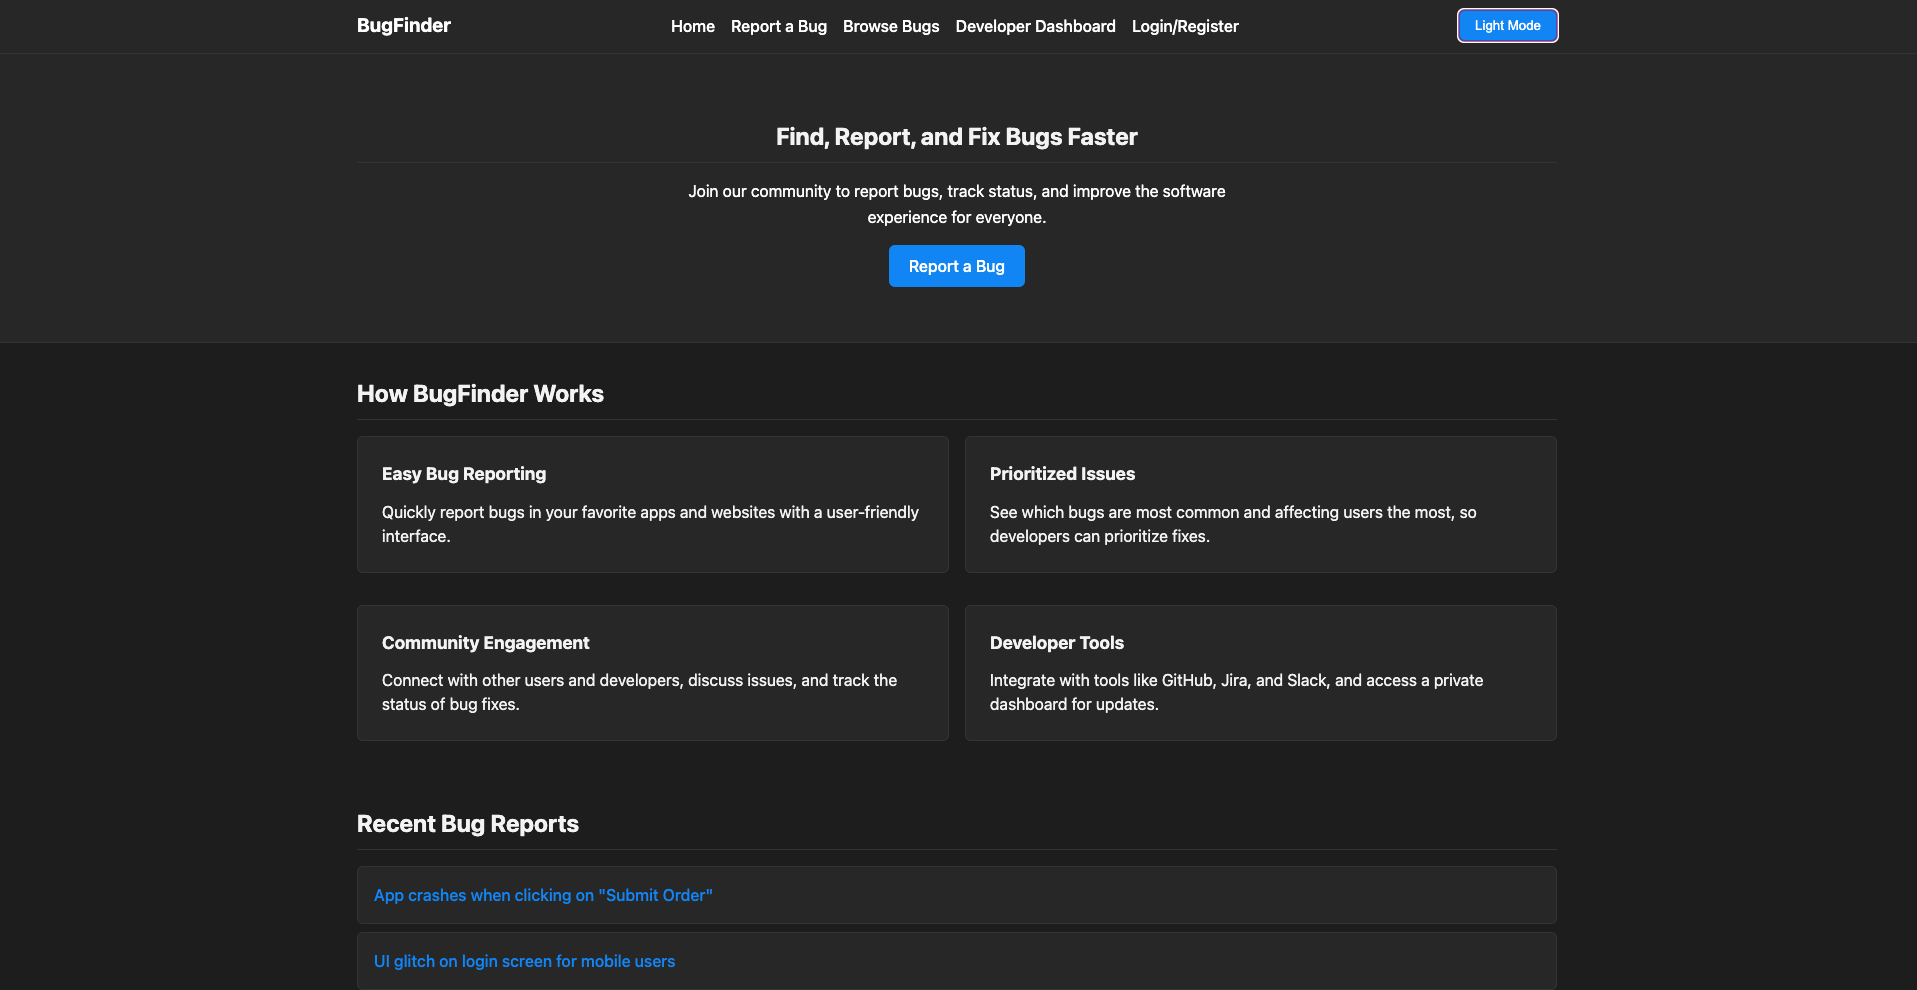 BugFinder
Home Report a Bug Browse Bugs Developer Dashboard Login/Register
Light Mode
Find, Report, and Fix Bugs Faster
Join our community to report bugs, track status, and improve the software
experience for everyone.
Report a Bug
How BugFinder Works
Easy Bug Reporting
Quickly report bugs in your favorite apps and websites with a user-friendly
interface.
Prioritized Issues
See which bugs are most common and affecting users the most, so
developers can prioritize fixes.
Community Engagement
Connect with other users and developers, discuss issues, and track the
status of bug fixes.
Developer Tools
Integrate with tools like GitHub, Jira, and Slack, and access a private
dashboard for updates.
Recent Bug Reports
App crashes when clicking on "Submit Order"
UI glitch on login screen for mobile users